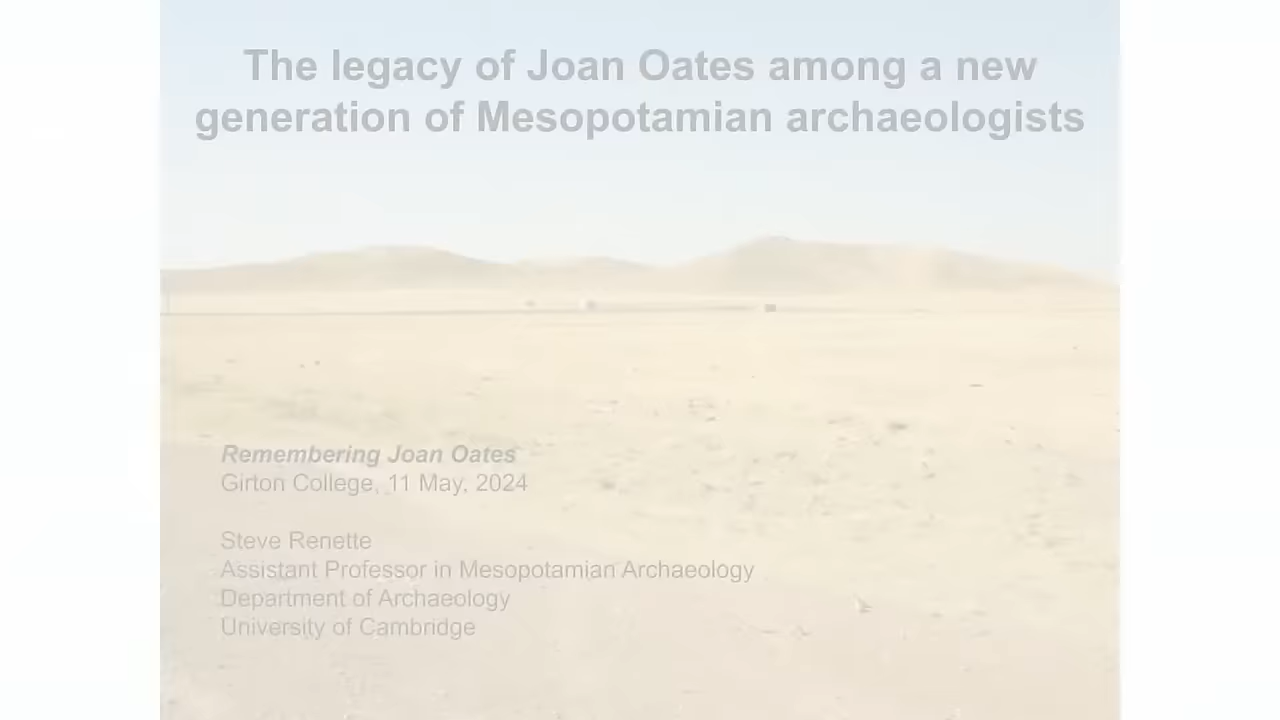 The legacy of Joan Oates among a new
generation of Mesopotamian archaeologists
Remembering Joan Oates
Girton College, 11 May, 2024
Steve Renette
Assistant Professor in Mesopotamian Archaeology
Department of Archaeology
University of Cambridge